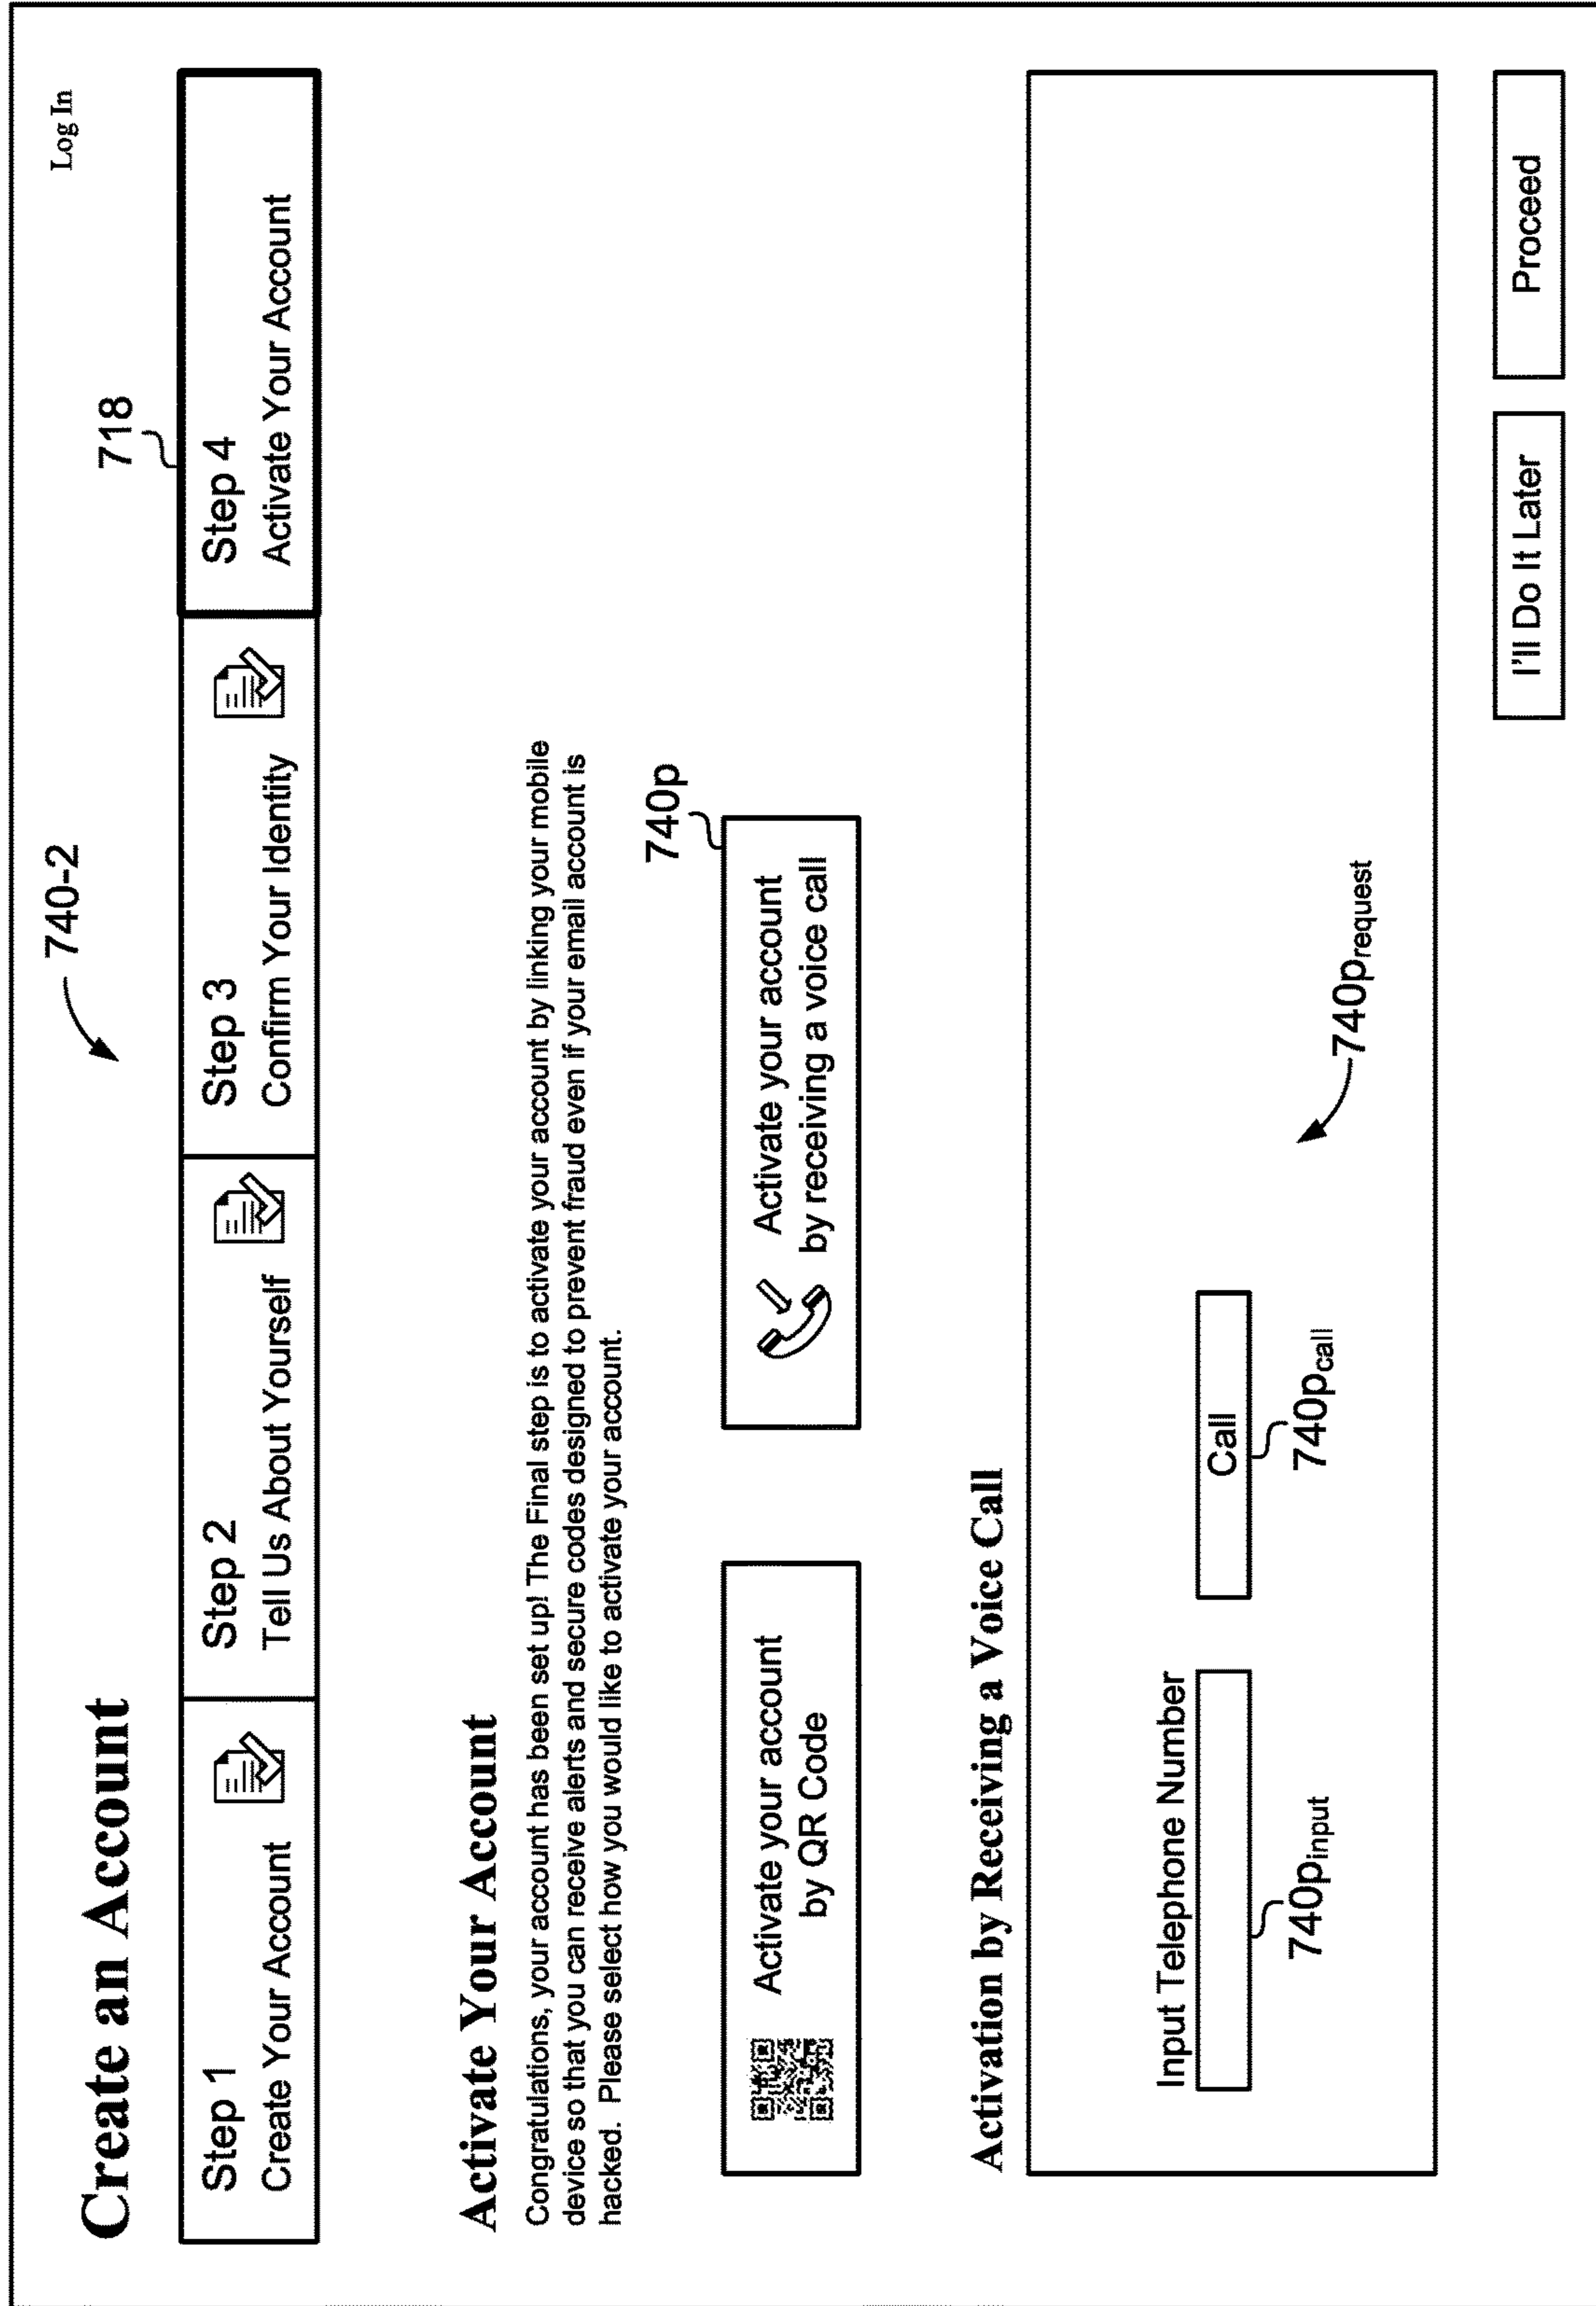 740-2
Log In
Create an Account
718
Step 1
Create Your Account
Step 2
Tell Us About Yourself
Step 3
Confirm Your Identity
Step 4
Activate Your Account
Activate Your Account
Congratulations, your account has been set up! The Final step is to activate your account by linking your mobile
device so that you can receive alerts and secure codes designed to prevent fraud even if your email account is
hacked. Please select how you would like to activate your account.
740p
Activate your account
by QR Code
Activate your account
by receiving a voice call
Activation by Receiving a Voice Call
Input Telephone Number
Call
740pinput
740pcall
740prequest
I'll Do It Later
Proceed